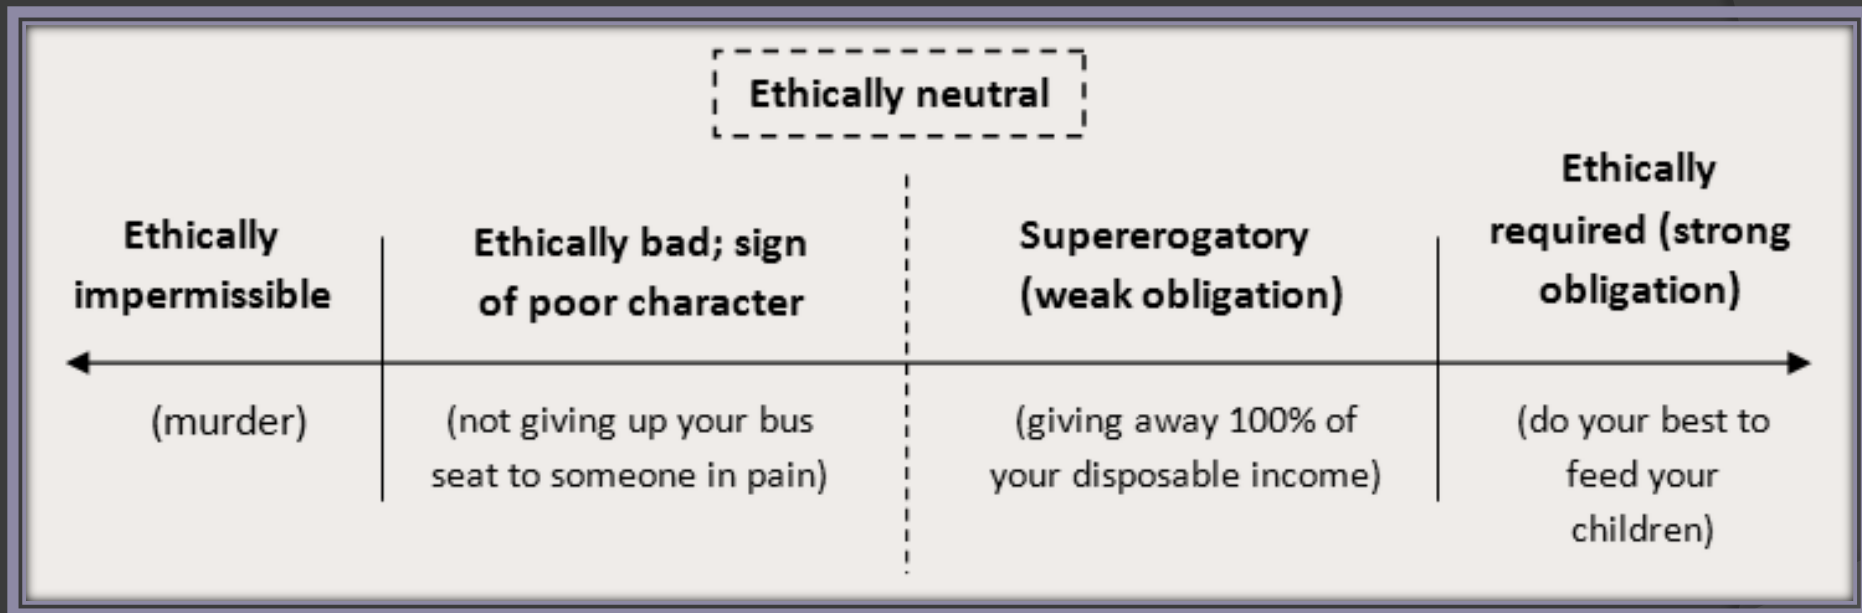 Ethically neutral
Ethically
impermissible
Ethically bad; sign
of poor character
Supererogatory
(weak obligation)
Ethically
required (strong
obligation)
(murder)
(not giving up your bus
seat to someone in pain)
(giving away 100% of
your disposable income)
(do your best to
feed your
children)